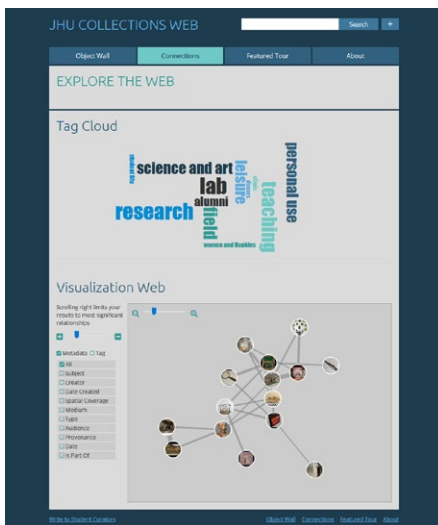 JHU COLLECTIONS WEB
Search
+
Object Wall
Connections
Featured Tour
About
EXPLORE THE WEB
Tag Cloud
student life
science and art
lab
alumni
leisure
donors
teaching
personal use
research
field
women and Hopkins
Visualization Web
Scrolling right limits your
results to most significant
relationships
Metadata Tag
All
Subject
Creator
Date Created
Spatial Coverage
Medium
Type
Audience
Provenance
Date
Is Part Of
Write to Student Curators
Object Wall Connections Featured Tour About